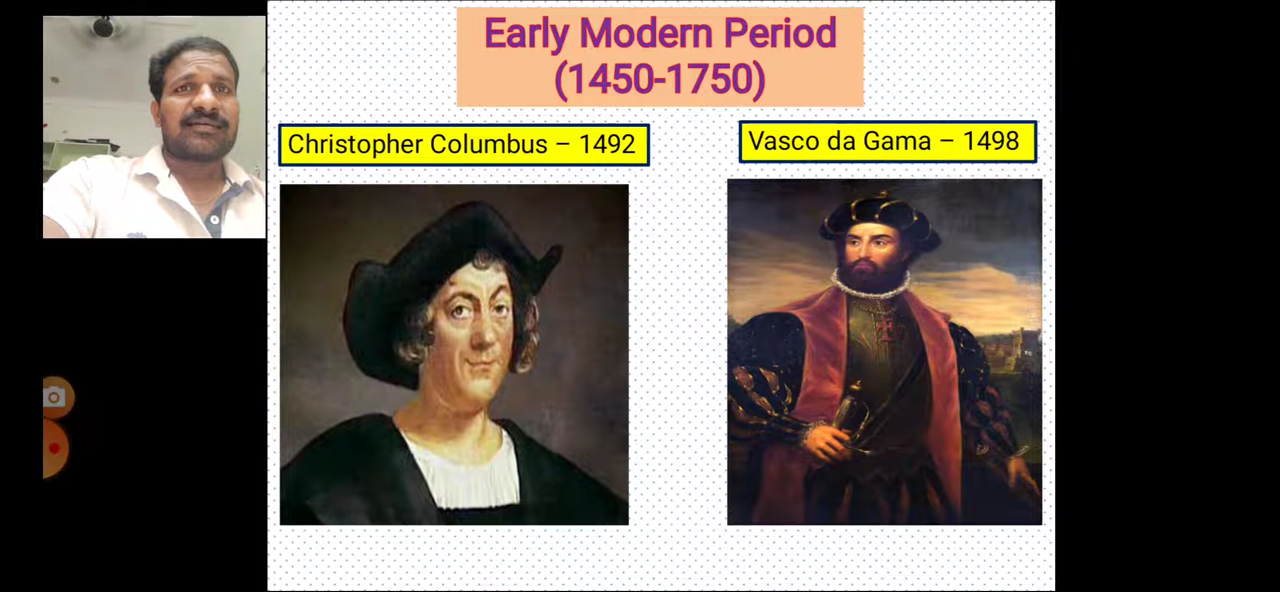 Early Modern Period
(1450-1750)
Christopher Columbus – 1492
Vasco da Gama – 1498